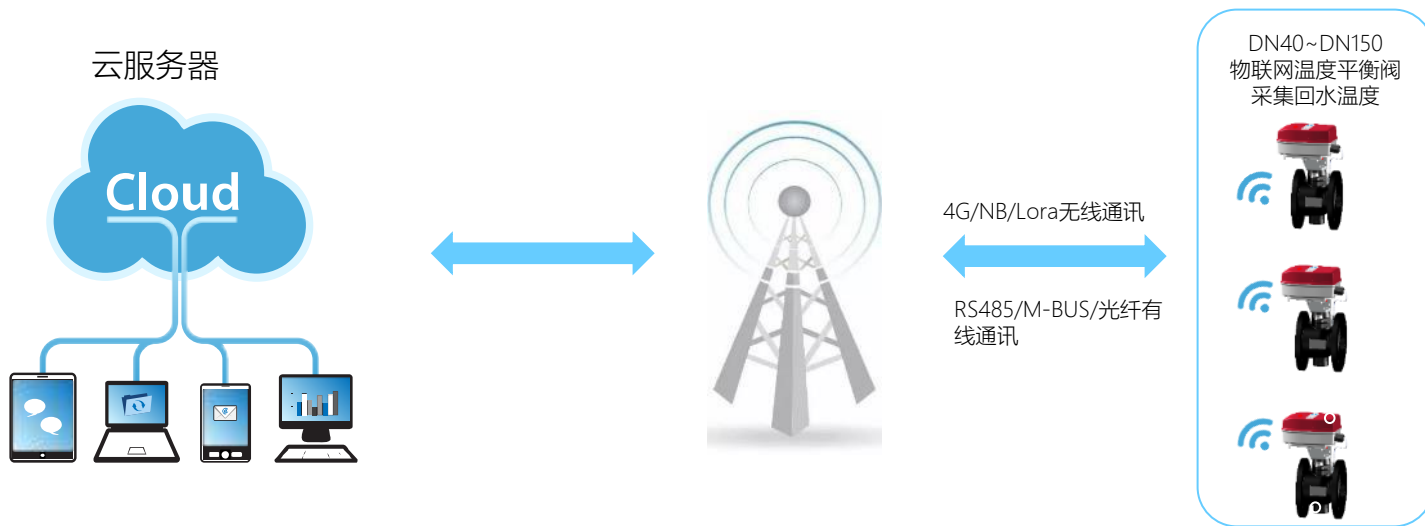 云服务器
Cloud
4G/NB/Lora无线通讯
RS485/M-BUS/光纤有
线通讯
DN40~DN150
物联网温度平衡阀
采集回水温度